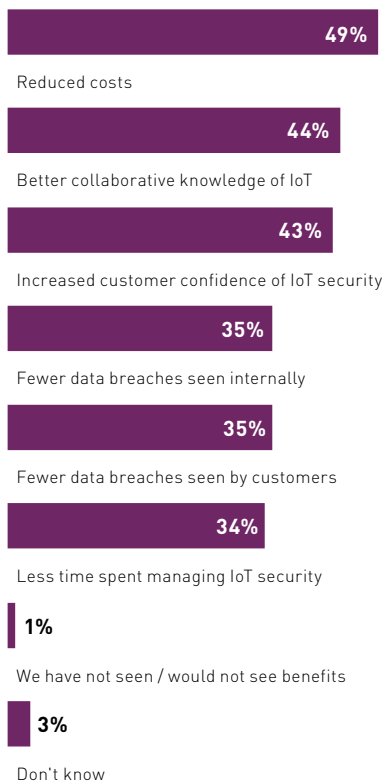 49%
Reduced costs
44%
Better collaborative knowledge of IoT
43%
Increased customer confidence of IoT security
35%
Fewer data breaches seen internally
35%
Fewer data breaches seen by customers
34%
Less time spent managing IoT security
1%
We have not seen / would not see benefits
3%
Don't know